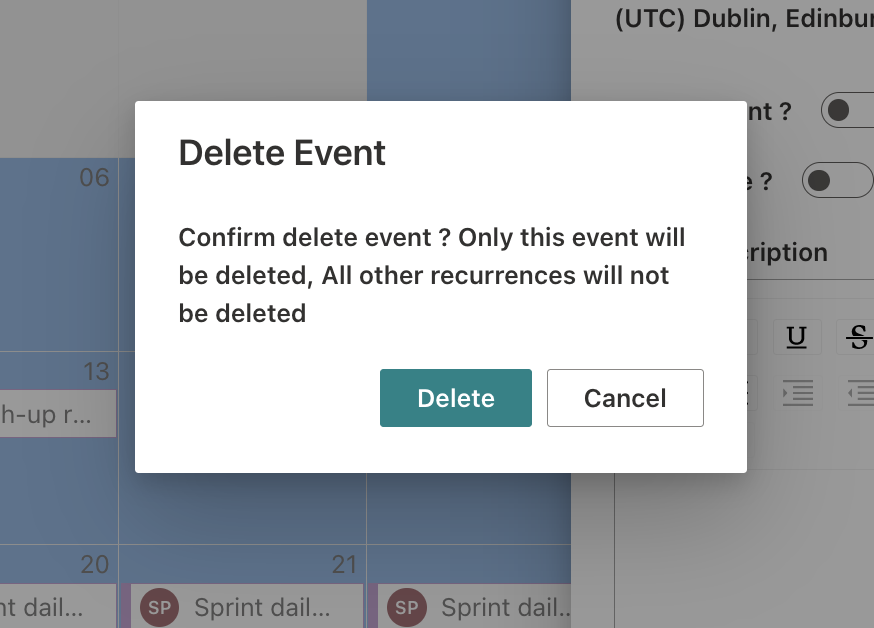 (UTC) Dublin,
06
Delete Event
nt ?
e ?
Confirm delete event ? Only this event will
be deleted, All other recurrences will not
be deleted
ription
U
S
13
h-up r...
Delete
Cancel
20
21
nt dail...
SP
Sprint dail...
SP
Sprint dail..